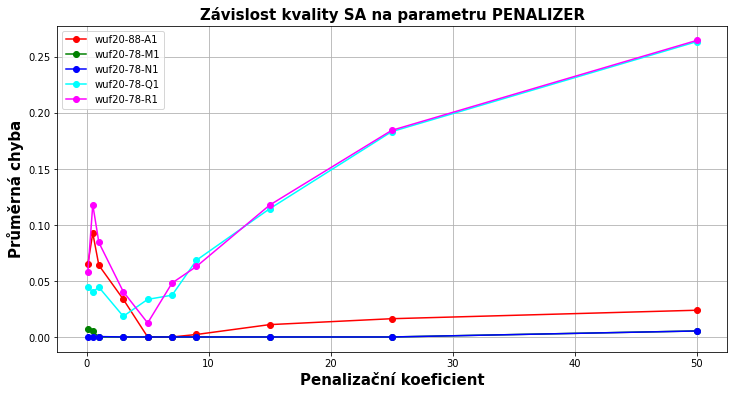 Závislost kvality SA na parametru PENALIZER
wuf20-88-A1
wuf20-78-M1
wuf20-78-N1
wuf20-78-Q1
wuf20-78-R1
Průměrná chyba
0.25
0.20
0.15
0.10
0.05
0.00
0 10 20 30 40 50
Penalizační koeficient